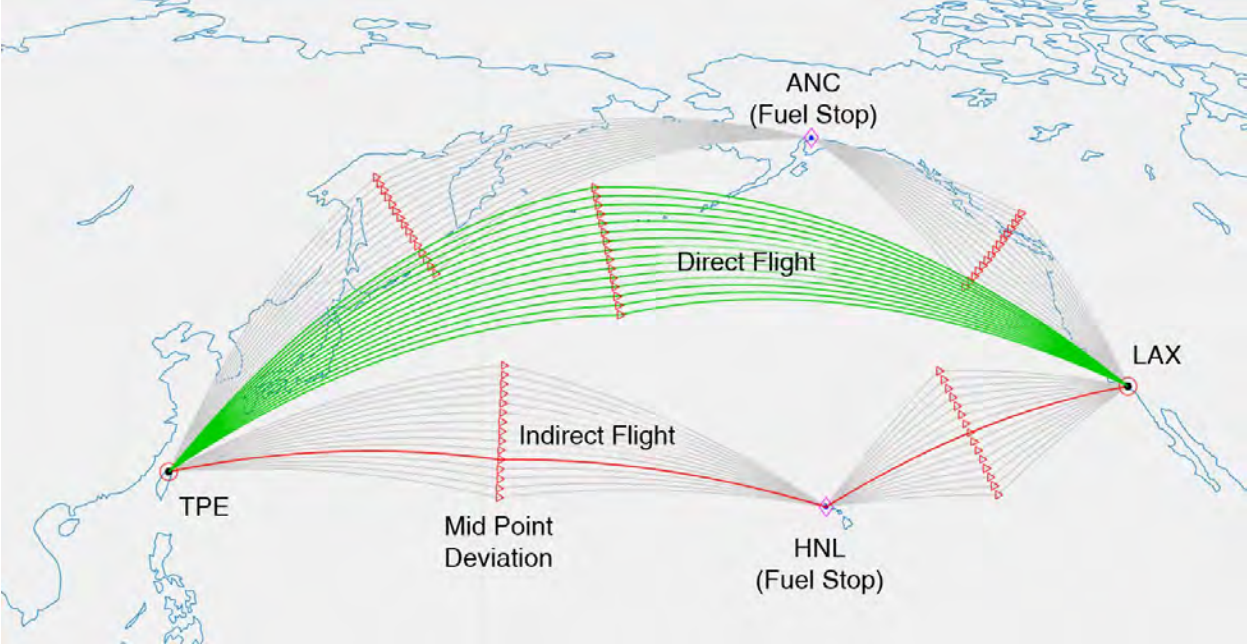 ANC
(Fuel Stop)
Direct Flight
LAX
Indirect Flight
TPE
Mid Point
Deviation
HNL
(Fuel Stop)